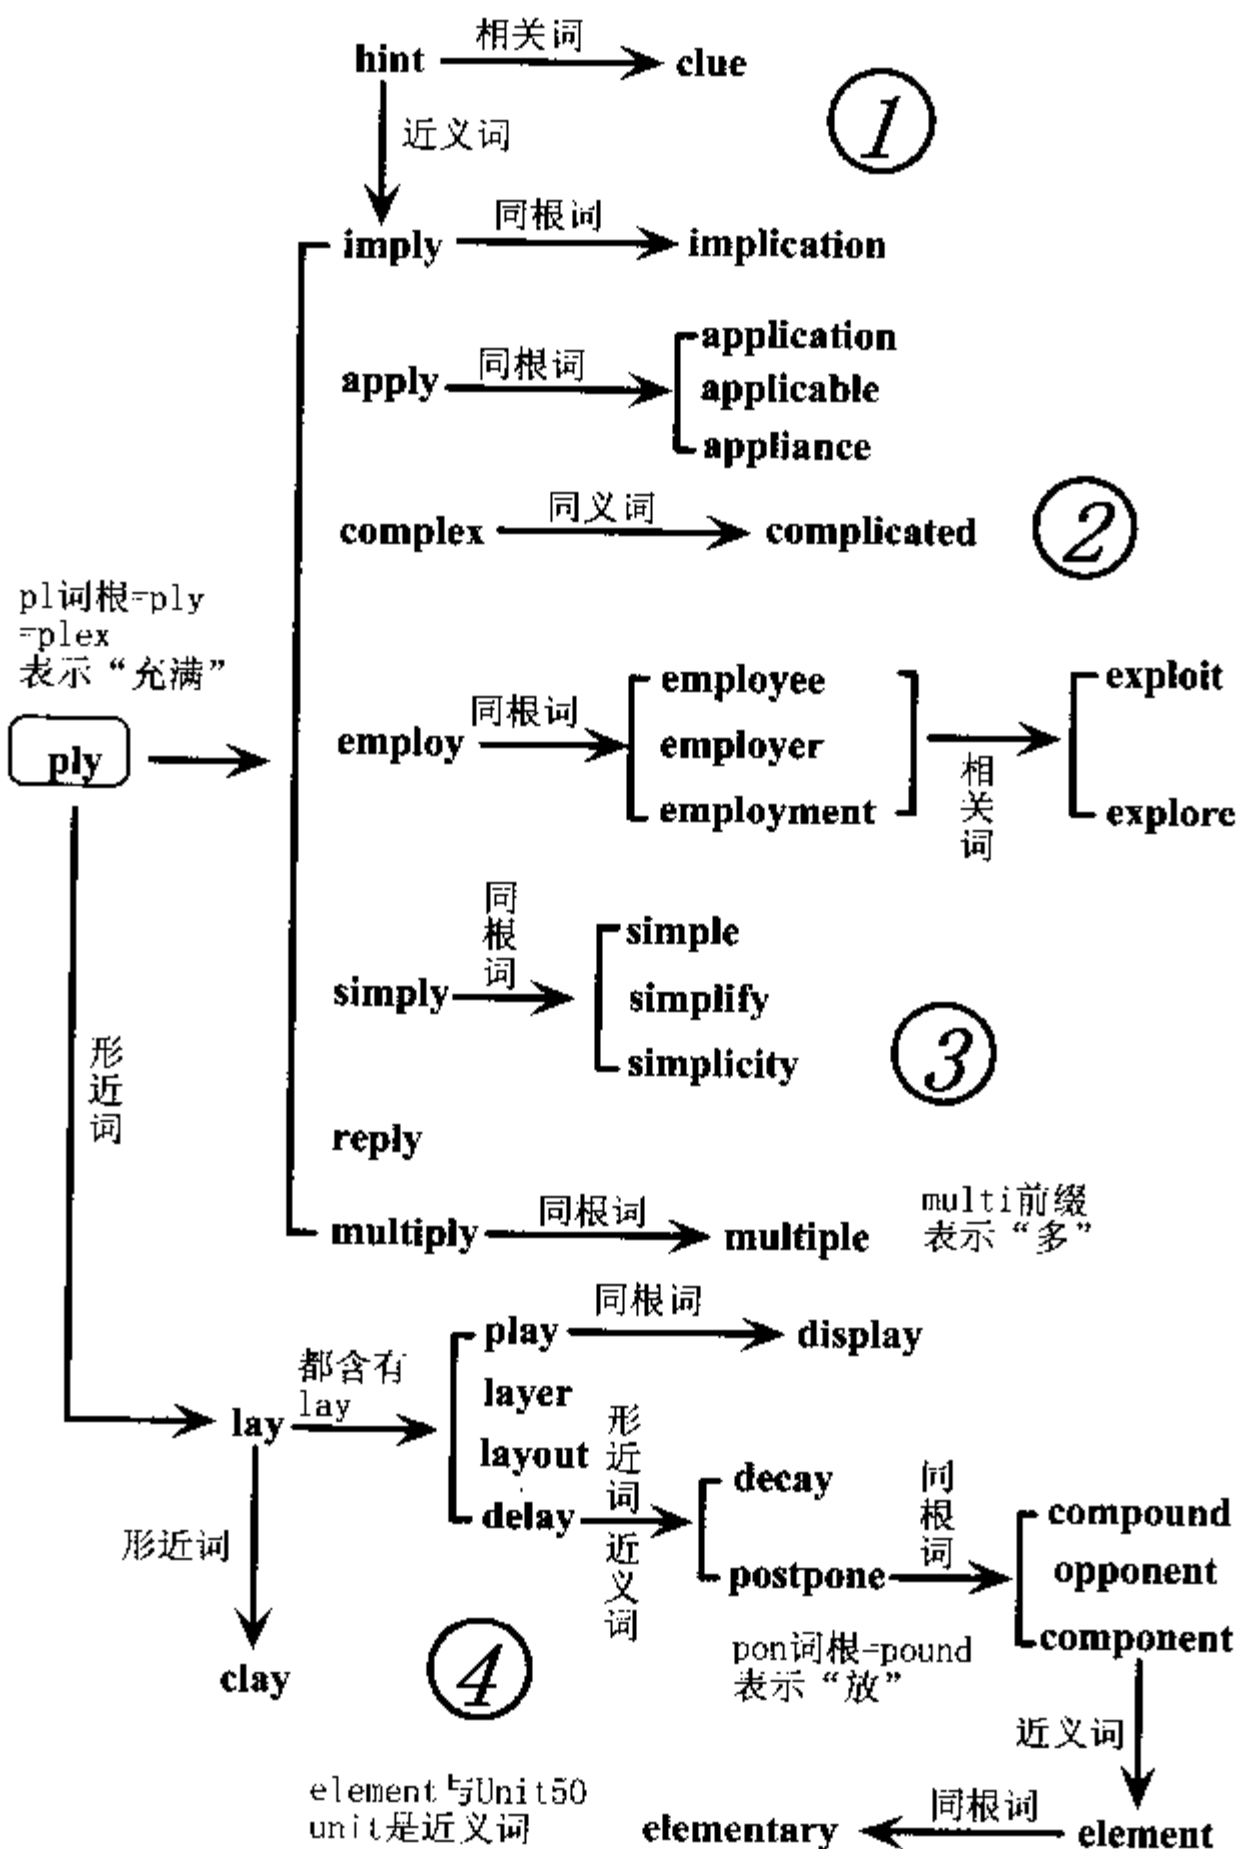 相关词
hint
clue
1
近义词
同根词
imply
implication
application
apply
同根词
applicable
appliance
同义词
complex
complicated
2
pl词根=ply
=plex
表示“充满”
ply
employ
同根词
employee
employer
employment
相关词
exploit
explore
simply
同根词
simple
simplify
simplicity
3
形近词
reply
multiply
同根词
multiple
multi前缀
表示“多”
play
同根词
display
lay
都含有
lay
layer
layout
delay
形近词
近义词
decay
postpone
同根词
compound
opponent
component
pon词根=pound
表示“放”
形近词
clay
4
近义词
element与Unit50
unit是近义词
elementary
同根词
element